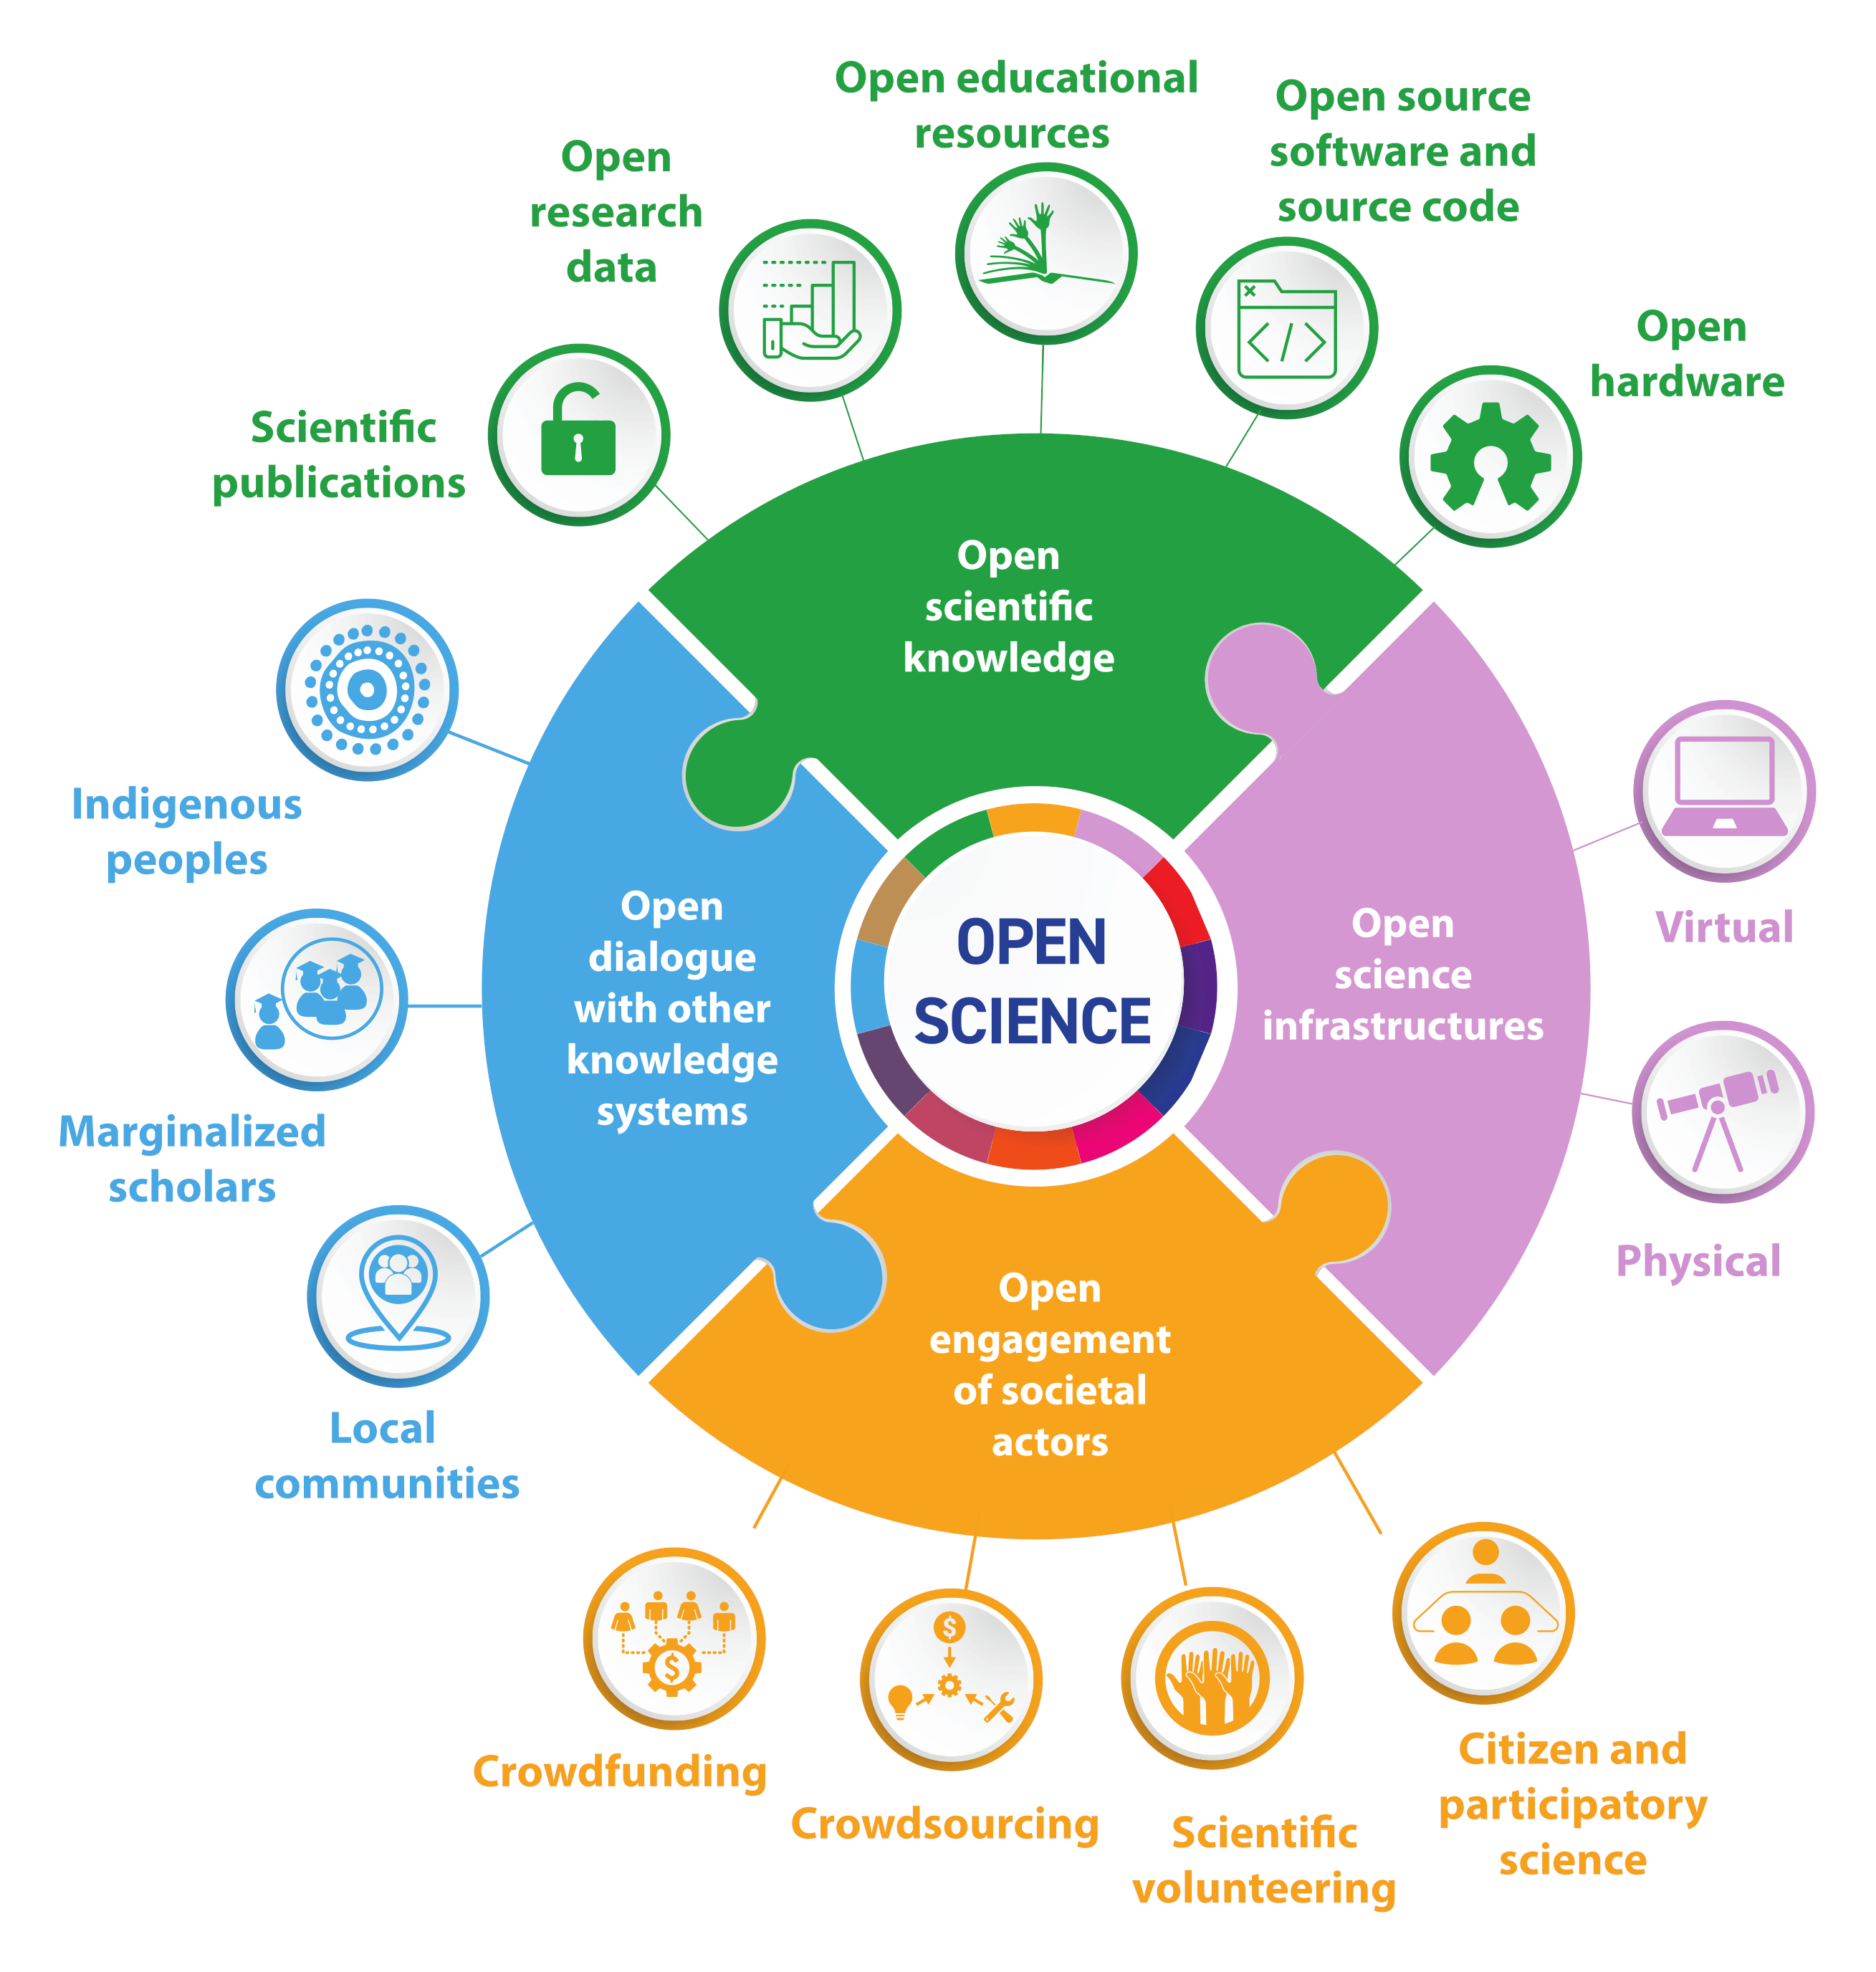 Open educational
resources
Open source
software and
source code
Open
research
data
Open
hardware
Scientific
publications
Open
scientific
knowledge
Indigenous
peoples
Open
dialogue
with other
knowledge
systems
OPEN
SCIENCE
Open
science
infrastructures
Virtual
Marginalized
scholars
Physical
Local
communities
Open
engagement
of societal
actors
Crowdfunding
Crowdsourcing
Scientific
volunteering
Citizen and
participatory
science